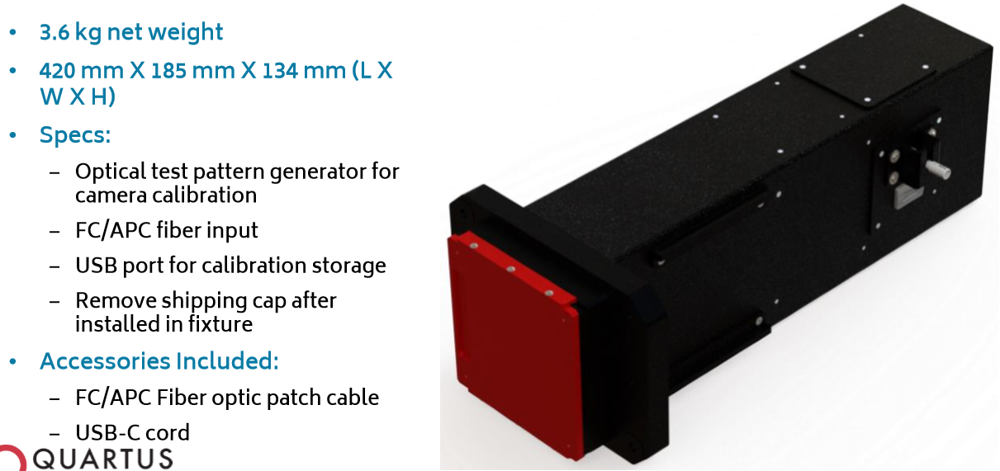 • 3.6 kg net weight
• 420 mm X 185 mm X 134 mm (L X
W X H)
• Specs:
– Optical test pattern generator for
camera calibration
– FC/APC fiber input
– USB port for calibration storage
– Remove shipping cap after
installed in fixture
• Accessories Included:
– FC/APC Fiber optic patch cable
– USB-C cord
QUARTUS